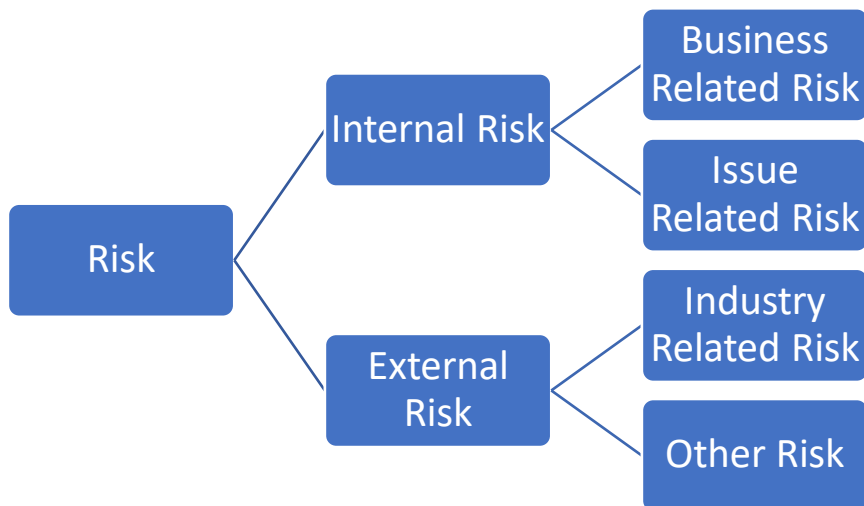 Risk
Internal Risk
Business
Related Risk
Issue
Related Risk
External
Risk
Industry
Related Risk
Other Risk